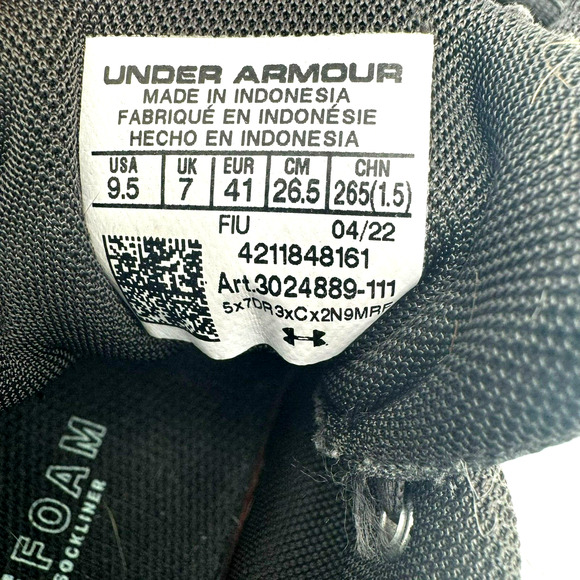 UNDER ARMOUR
MADE IN INDONESIA
FABRIQUÉ EN INDONÉSIE
HECHO EN INDONESIA
USA UK EUR CM CHN
9.5 7 41 26.5 265(1.5)
FIU 04/22
4211848161
Art.3024889-111
5x7DR3xCx2N9MRF
FOAM
SOCKLINER